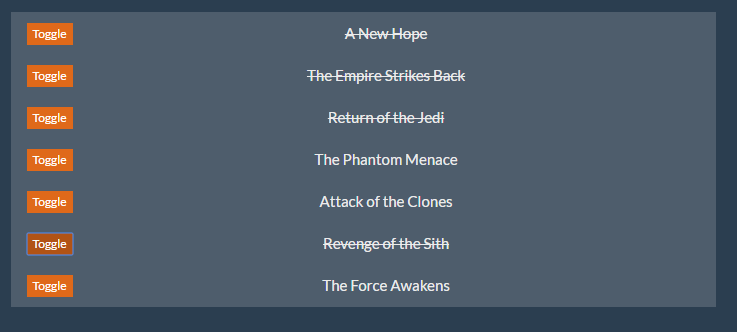 Toggle A New Hope
Toggle The Empire Strikes Back
Toggle Return of the Jedi
Toggle The Phantom Menace
Toggle Attack of the Clones
Toggle Revenge of the Sith
Toggle The Force Awakens